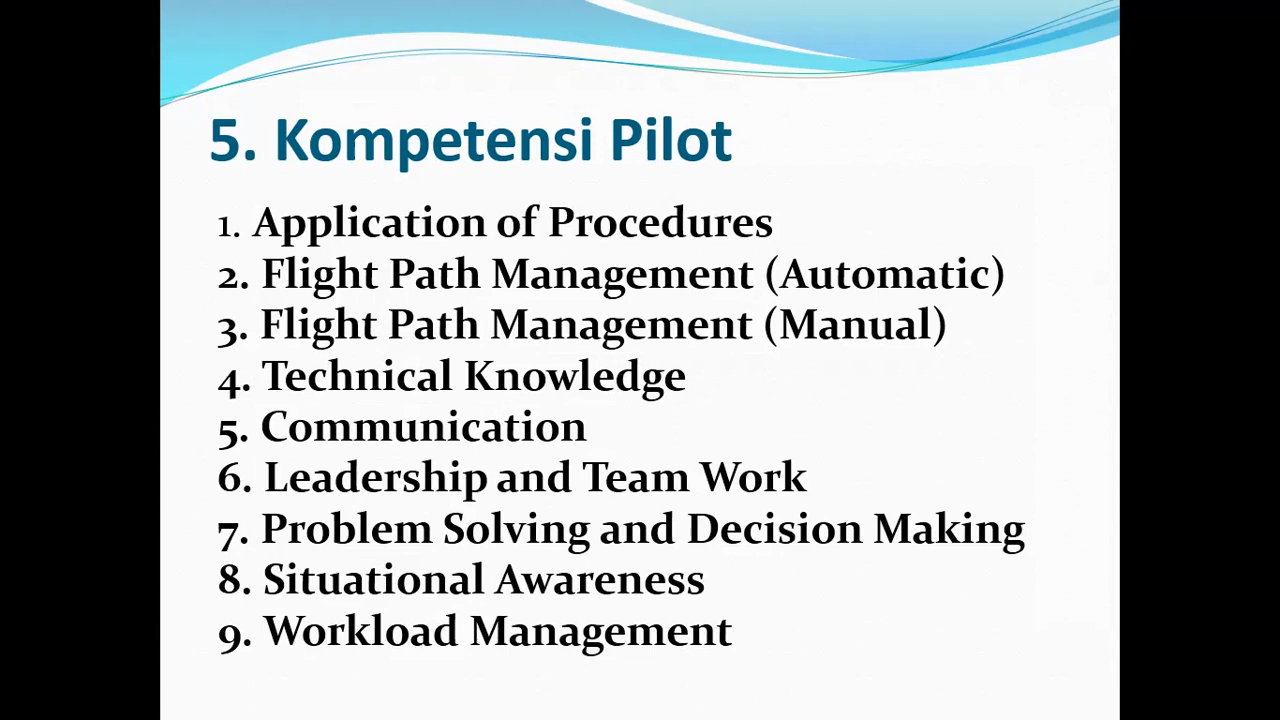 5. Kompetensi Pilot
1. Application of Procedures
2. Flight Path Management (Automatic)
3. Flight Path Management (Manual)
4. Technical Knowledge
5. Communication
6. Leadership and Team Work
7. Problem Solving and Decision Making
8. Situational Awareness
9. Workload Management